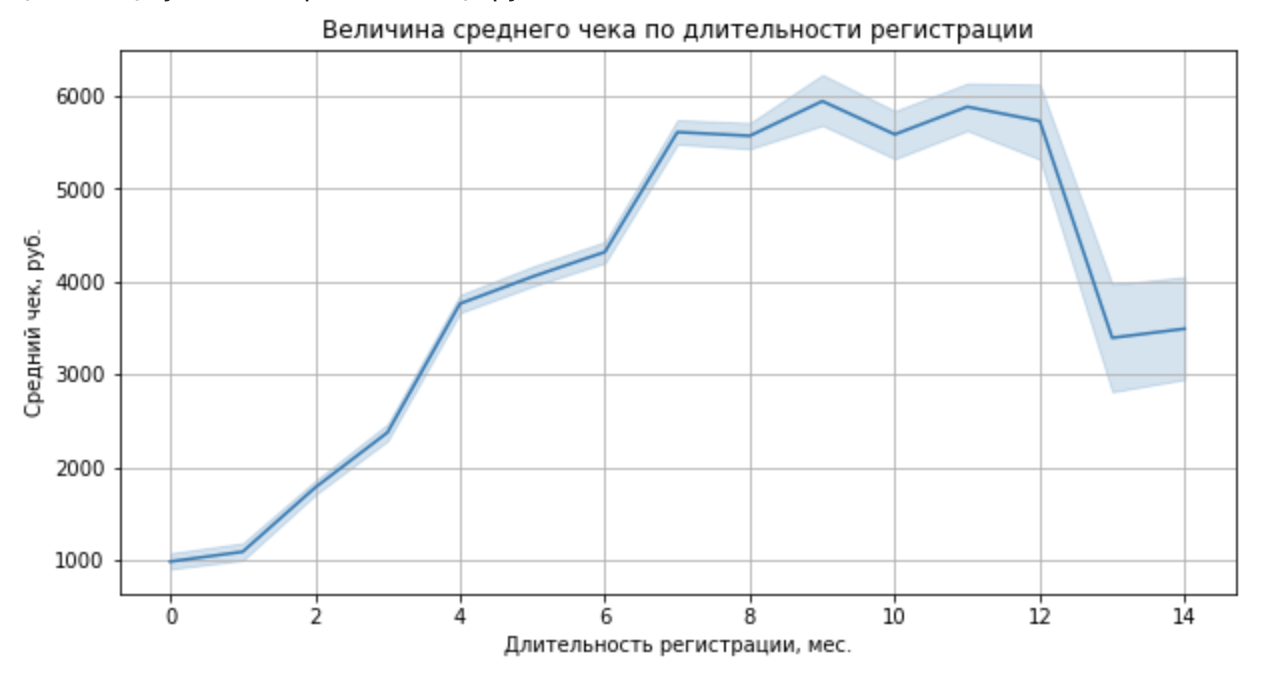 Величина среднего чека по длительности регистрации
6000
5000
4000
3000
2000
1000
Средний чек, руб.
0 2 4 6 8 10 12 14
Длительность регистрации, мес.